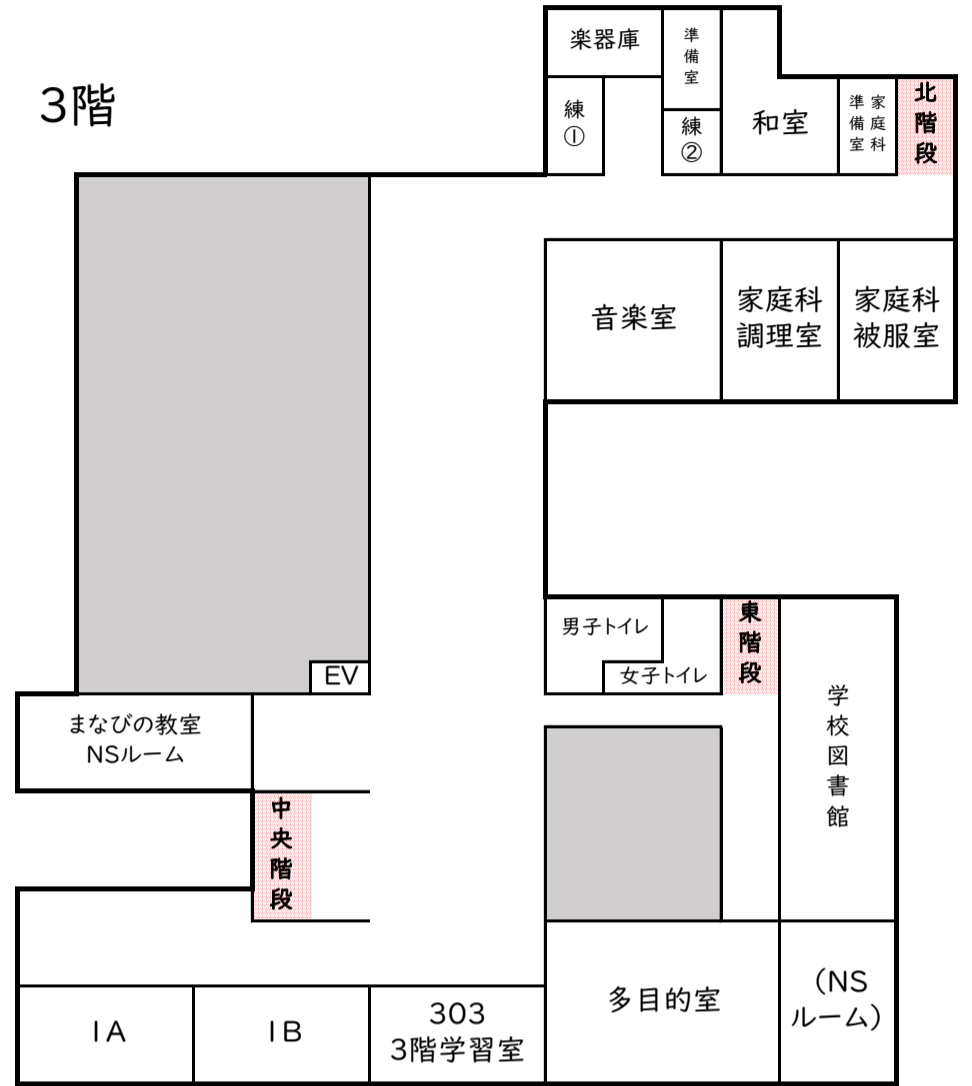 3階
楽器庫
準備室
練①
練②
和室
家庭科
準備室
北階段
音楽室
家庭科
調理室
家庭科
被服室
男子トイレ
女子トイレ
東階段
学校図書館
EV
まなびの教室
NSルーム
中央階段
1A
1B
303
3階学習室
多目的室
(NS
ルーム)